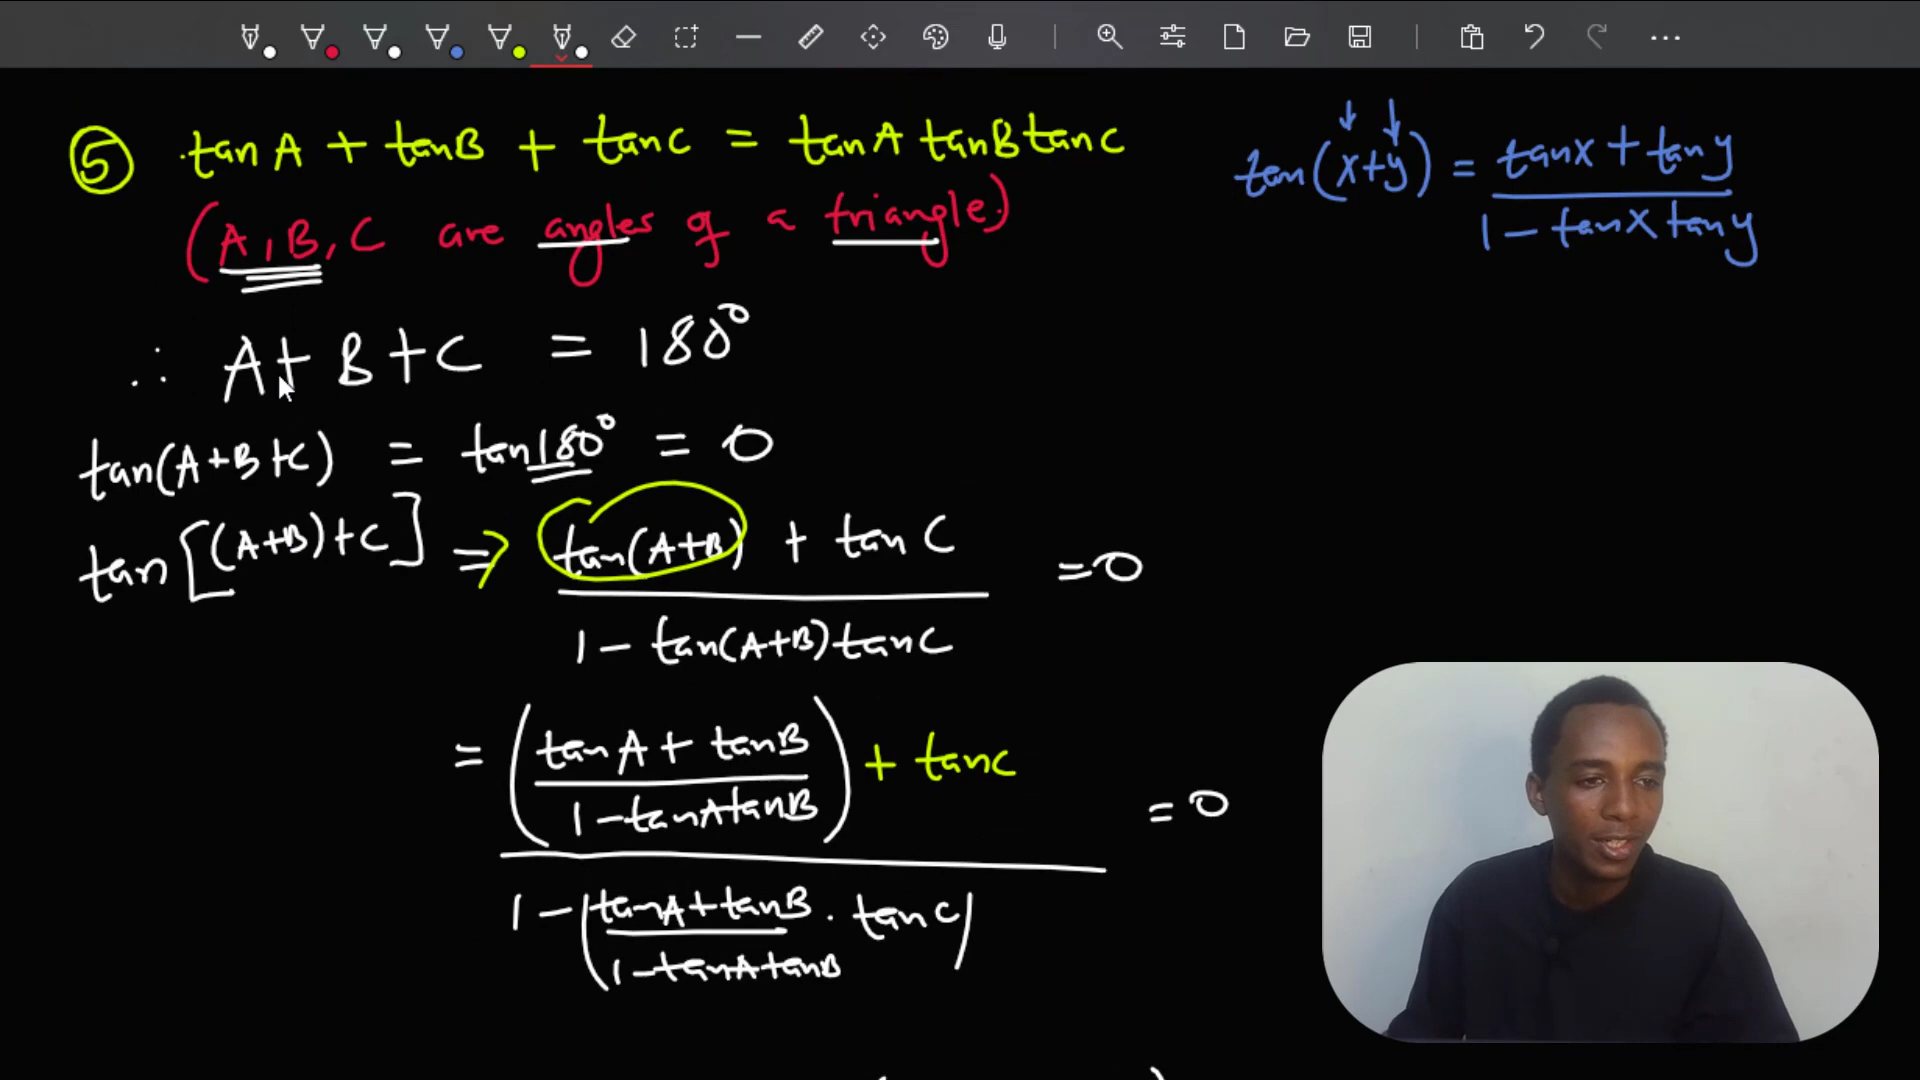 ⑤ tanA + tanB + tanC = tanA tanB tanC
(A, B, C are angles of a triangle.)
tan(x+y) = tanx + tany / 1 - tanx tany
∴ A + B + C = 180°
tan(A+B+C) = tan180° = 0
tan[(A+B)+C] => tan(A+B) + tanC / 1 - tan(A+B)tanC = 0
= (tanA + tanB / 1 - tanAtanB) + tanC / 1 - (tanA+tanB / 1-tanAtanB . tanC) = 0